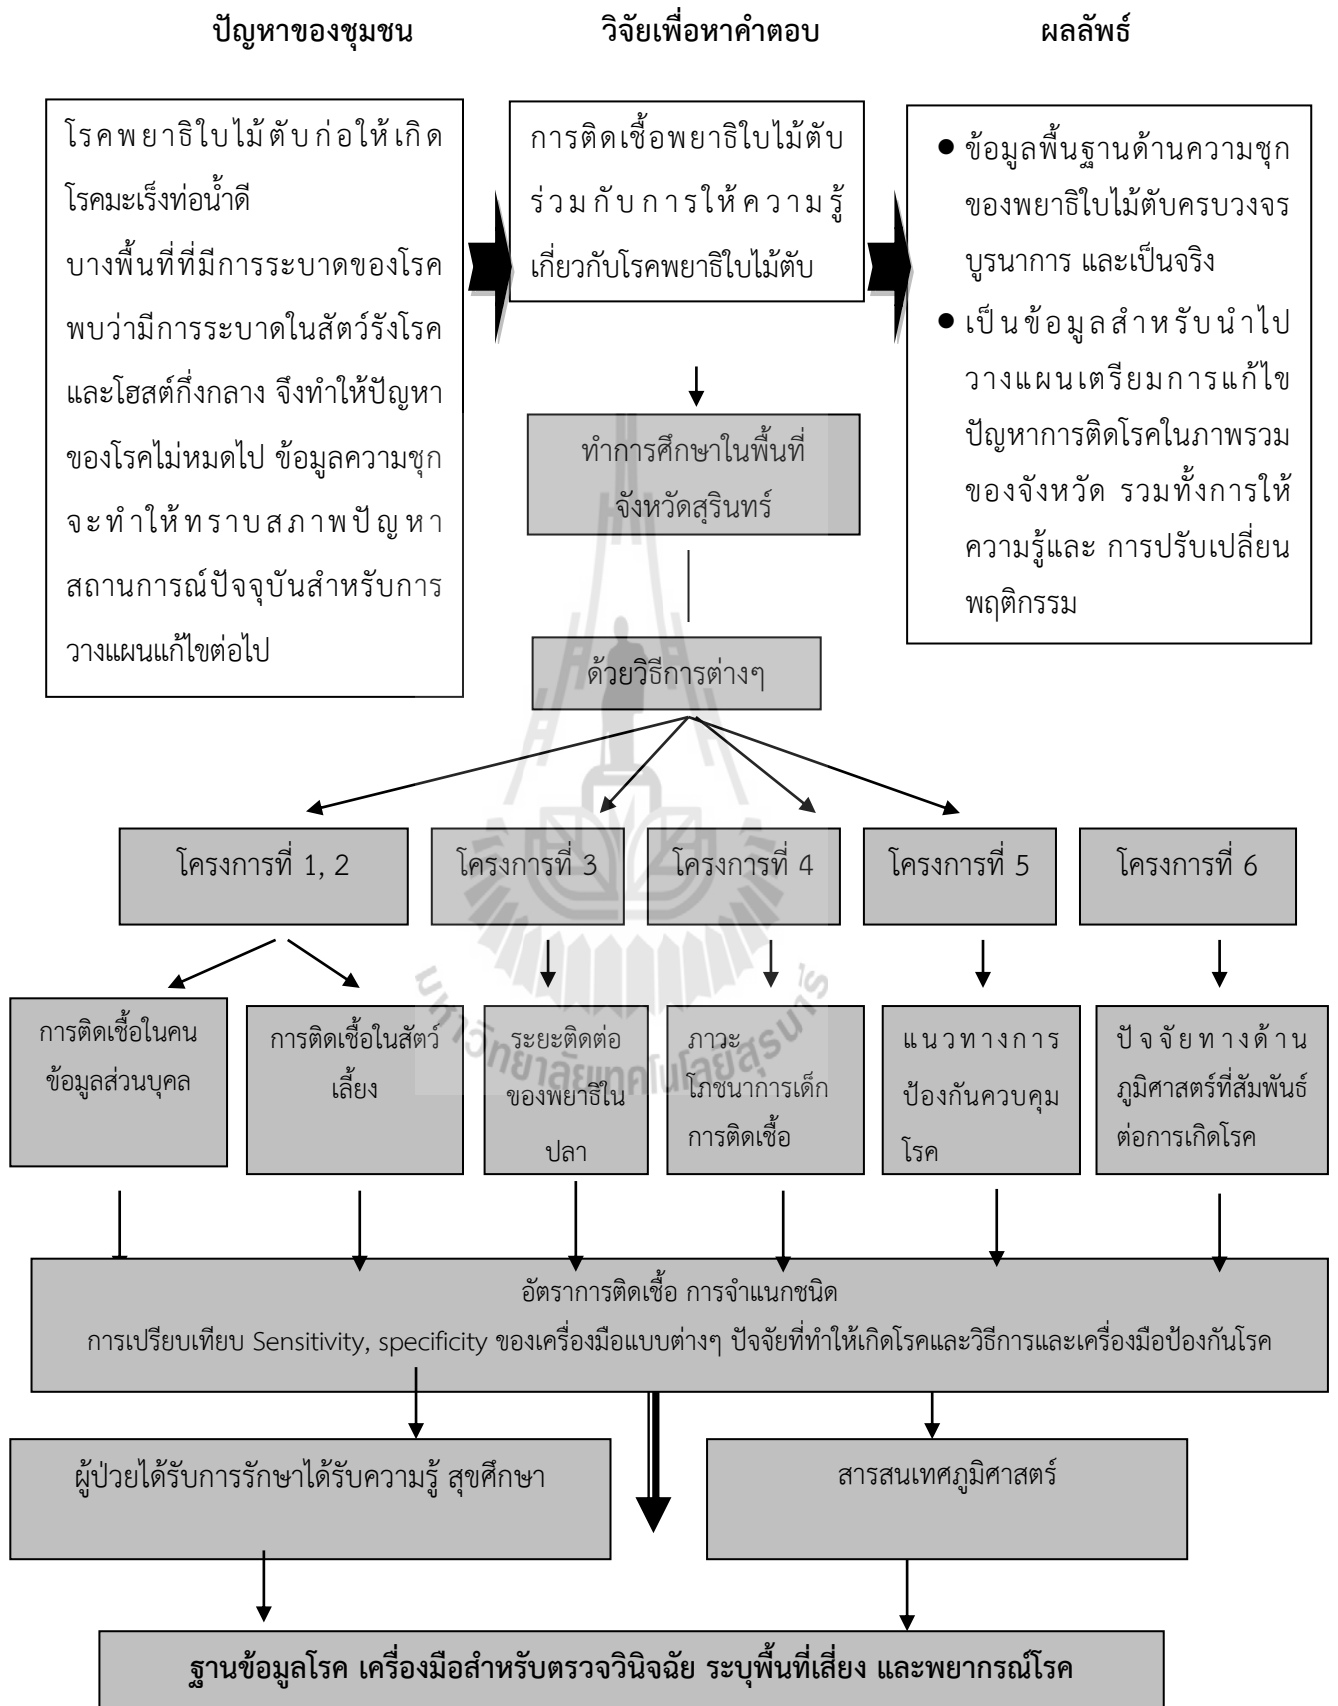 ปัญหาของชุมชน
วิจัยเพื่อหาคำตอบ
ผลลัพธ์
โรคพยาธิใบไม้ตับก่อให้เกิด
โรคมะเร็งท่อน้ำดี
บางพื้นที่ที่มีการระบาดของโรค
พบว่ามีการระบาดในสัตว์รังโรค
และโฮสต์กึ่งกลาง จึงทำให้ปัญหา
ของโรคไม่หมดไป ข้อมูลความชุก
จะทำให้ทราบสภาพปัญหา
สถานการณ์ปัจจุบันสำหรับการ
วางแผนแก้ไขต่อไป
การติดเชื้อพยาธิใบไม้ตับ
ร่วมกับการให้ความรู้
เกี่ยวกับโรคพยาธิใบไม้ตับ
● ข้อมูลพื้นฐานด้านความชุก
ของพยาธิใบไม้ตับครบวงจร
บูรนาการ และเป็นจริง
● เป็นข้อมูลสำหรับนำไป
วางแผนเตรียมการแก้ไข
ปัญหาการติดโรคในภาพรวม
ของจังหวัด รวมทั้งการให้
ความรู้และ การปรับเปลี่ยน
พฤติกรรม
ทำการศึกษาในพื้นที่
จังหวัดสุรินทร์
ด้วยวิธีการต่างๆ
โครงการที่ 1, 2
โครงการที่ 3
โครงการที่ 4
โครงการที่ 5
โครงการที่ 6
การติดเชื้อในคน
ข้อมูลส่วนบุคล
การติดเชื้อในสัตว์
เลี้ยง
ระยะติดต่อ
ของพยาธิใน
ปลา
ภาวะ
โภชนาการเด็ก
การติดเชื้อ
แนวทางการ
ป้องกันควบคุม
โรค
ปัจจัยทางด้าน
ภูมิศาสตร์ที่สัมพันธ์
ต่อการเกิดโรค
มหาวิทยาลัยเทคโนโลยีสุรนารี
อัตราการติดเชื้อ การจำแนกชนิด
การเปรียบเทียบ Sensitivity, specificity ของเครื่องมือแบบต่างๆ ปัจจัยที่ทำให้เกิดโรคและวิธีการและเครื่องมือป้องกันโรค
ผู้ป่วยได้รับการรักษาได้รับความรู้ สุขศึกษา
สารสนเทศภูมิศาสตร์
ฐานข้อมูลโรค เครื่องมือสำหรับตรวจวินิจฉัย ระบุพื้นที่เสี่ยง และพยากรณ์โรค